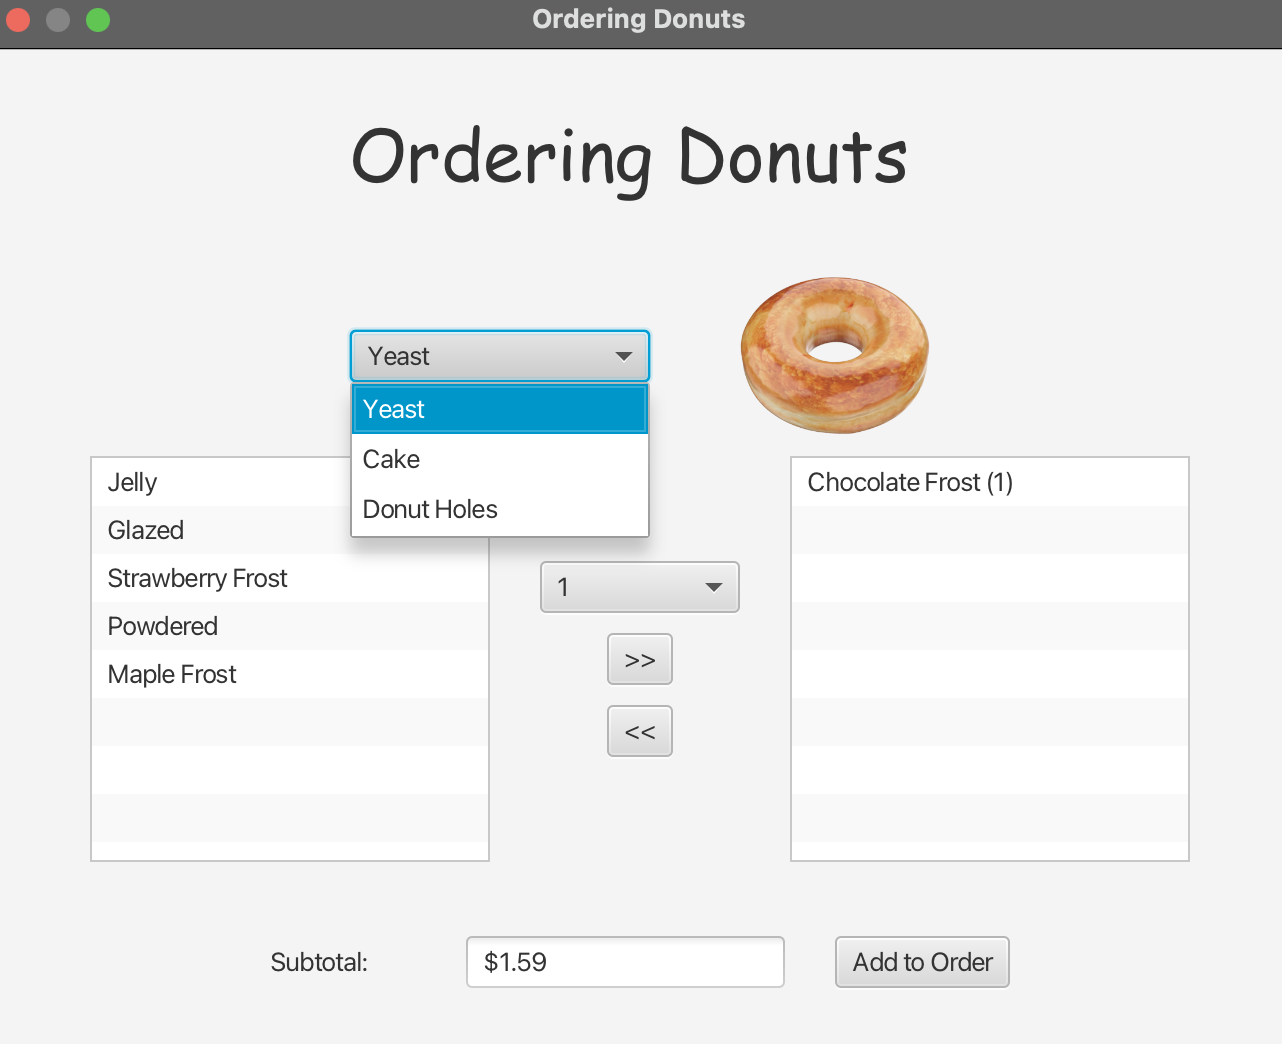 Ordering Donuts
Ordering Donuts
Yeast
Yeast
Cake
Donut Holes
Jelly
Glazed
Strawberry Frost
Powdered
Maple Frost
1
>>
<<
Chocolate Frost (1)
Subtotal:
$1.59
Add to Order